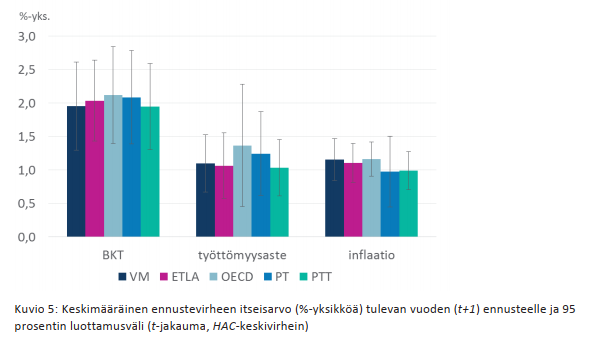 %-yks.
3,0
2,5
2,0
1,5
1,0
0,5
0,0
BKT työttömyysaste inflaatio
VM ETLA OECD PT PTT
Kuvio 5: Keskimääräinen ennustevirheen itseisarvo (%-yksikköä) tulevan vuoden (t+1) ennusteelle ja 95
prosentin luottamusväli (t-jakauma, HAC-keskivirhein)